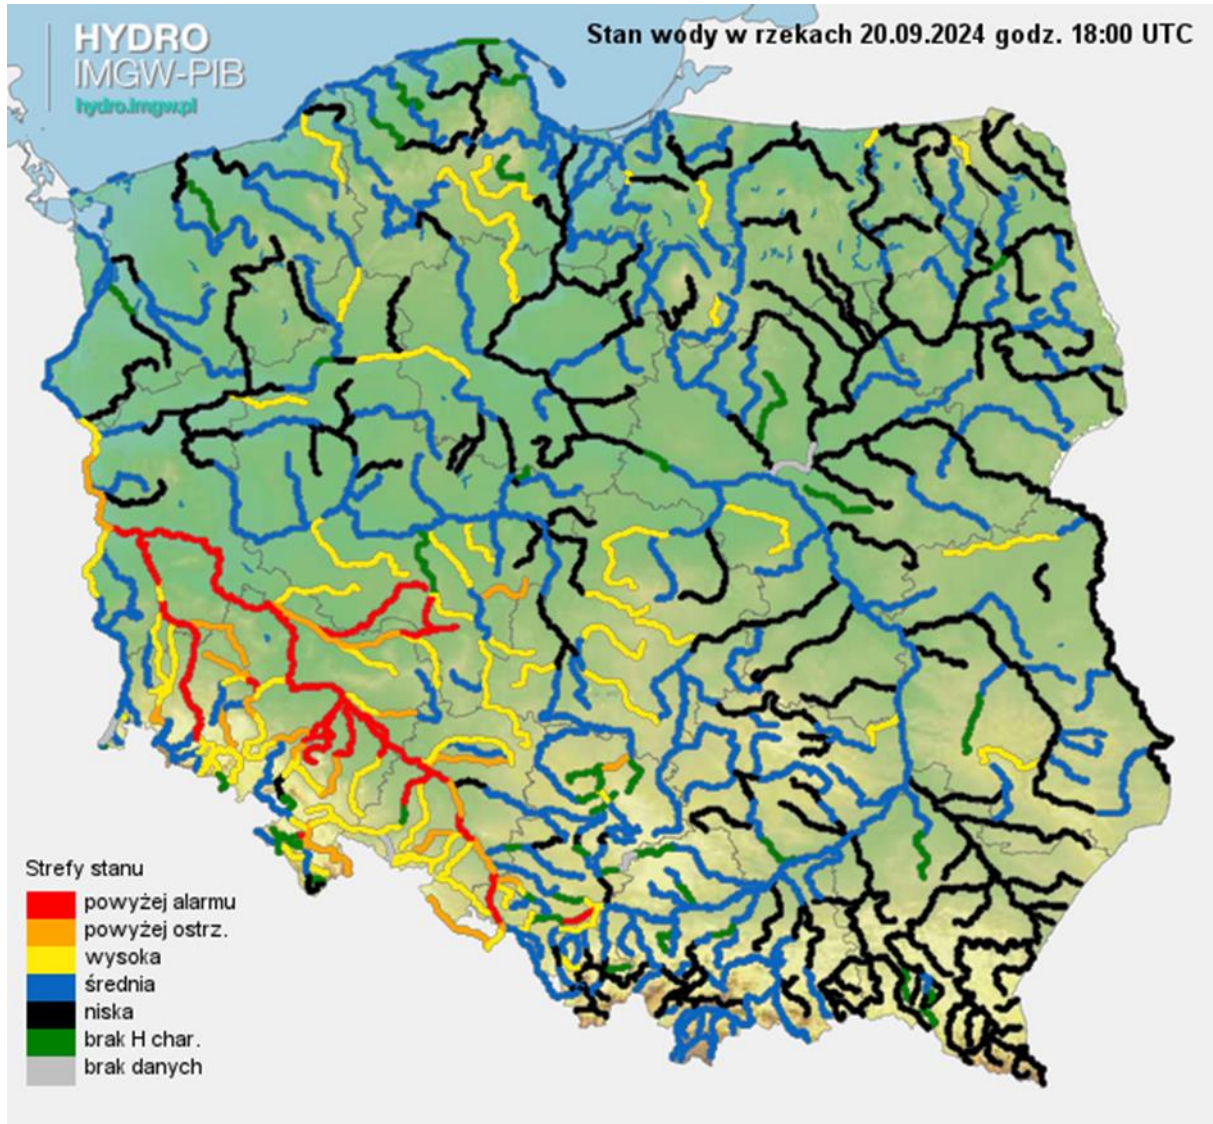 HYDRO
IMGW-PIB
hydro.imgw.pl
Stan wody w rzekach 20.09.2024 godz. 18:00 UTC
Strefy stanu
powyżej alarmu
powyżej ostrz.
wysoka
średnia
niska
brak H char.
brak danych